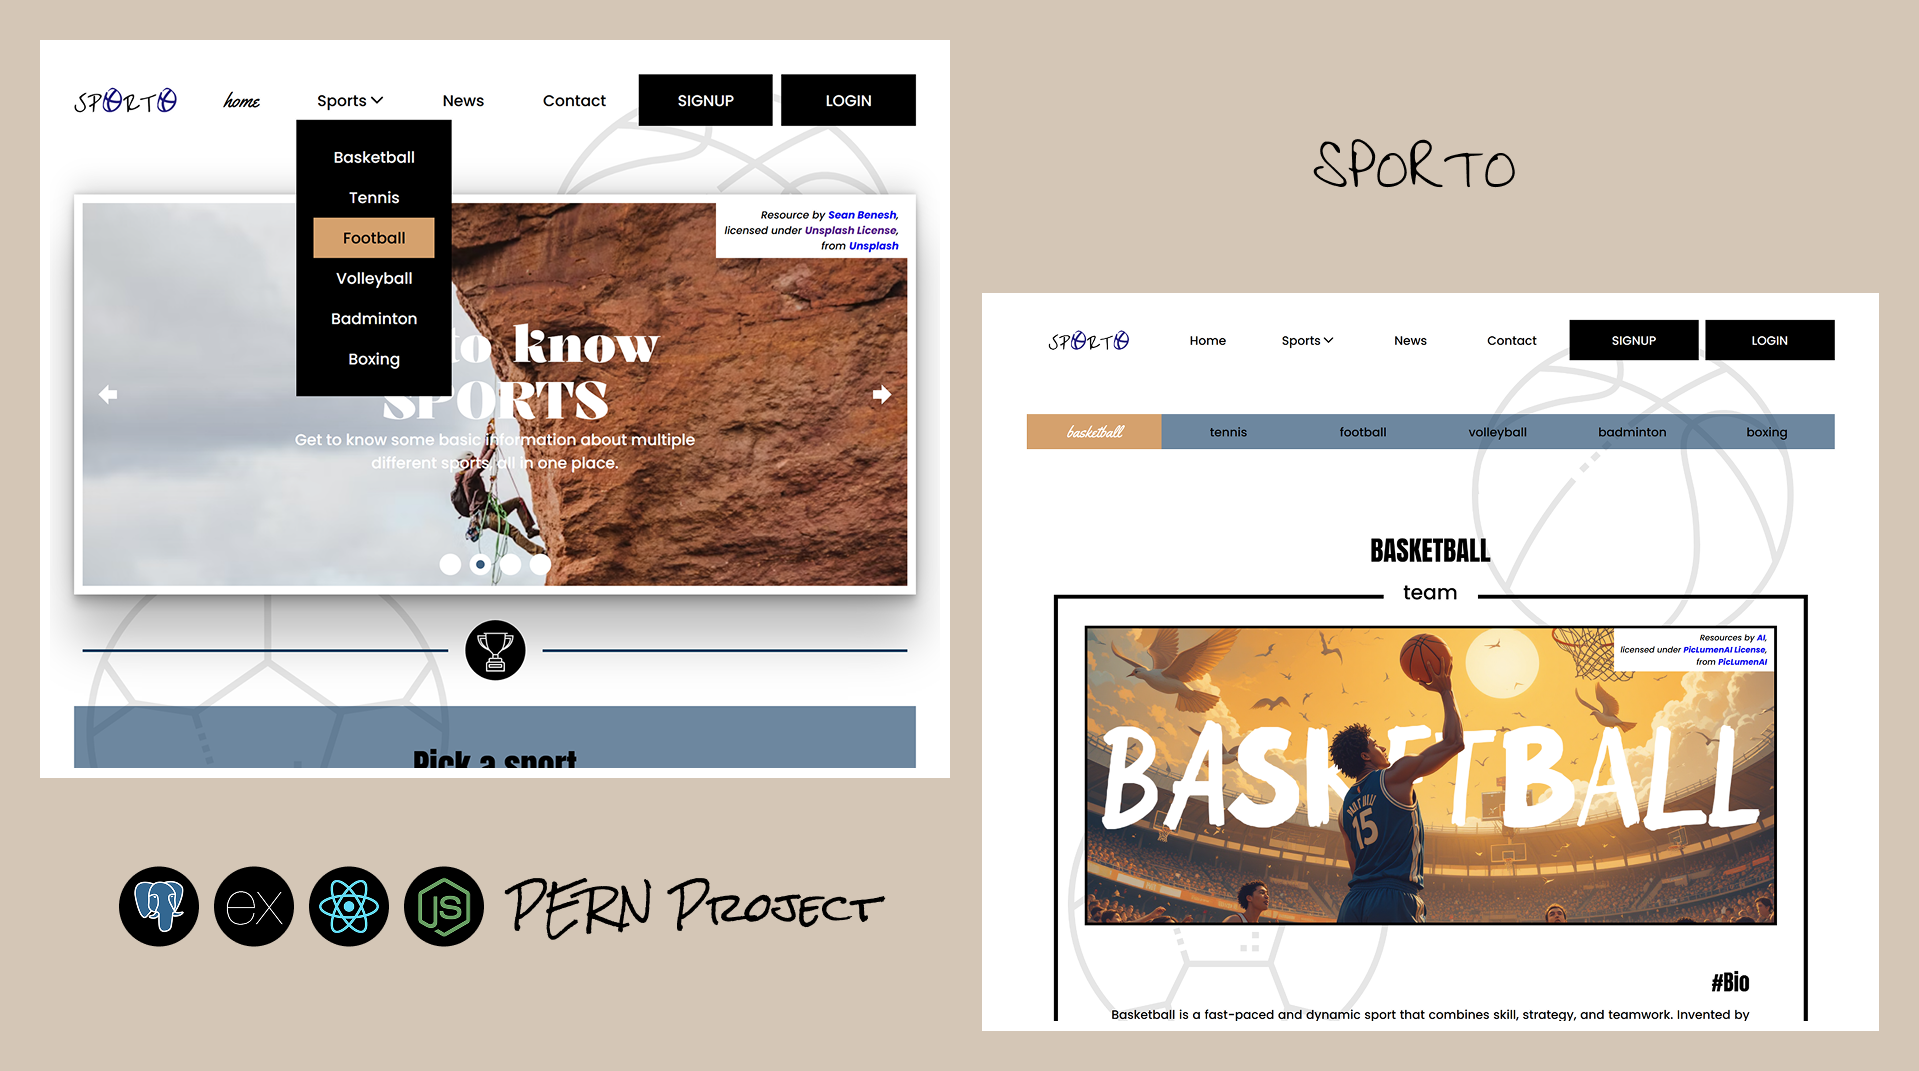 SPORTO
home
Sports
News
Contact
SIGNUP
LOGIN
Basketball
Tennis
Football
Volleyball
Badminton
Boxing
Resource by Sean Benesh,
licensed under Unsplash License,
from Unsplash
to know
SPORTS
Get to know some basic information about multiple
different sports, all in one place.
Pick a sport
ex
JS
PERN PROJECT
SPORTO
SPORTO
Home
Sports
News
Contact
SIGNUP
LOGIN
basketball
tennis
football
volleyball
badminton
boxing
BASKETBALL
team
Resources by AI,
licensed under PicLumenAI License,
from PicLumenAI
BASKETBALL
15
#Bio
Basketball is a fast-paced and dynamic sport that combines skill, strategy, and teamwork. Invented by